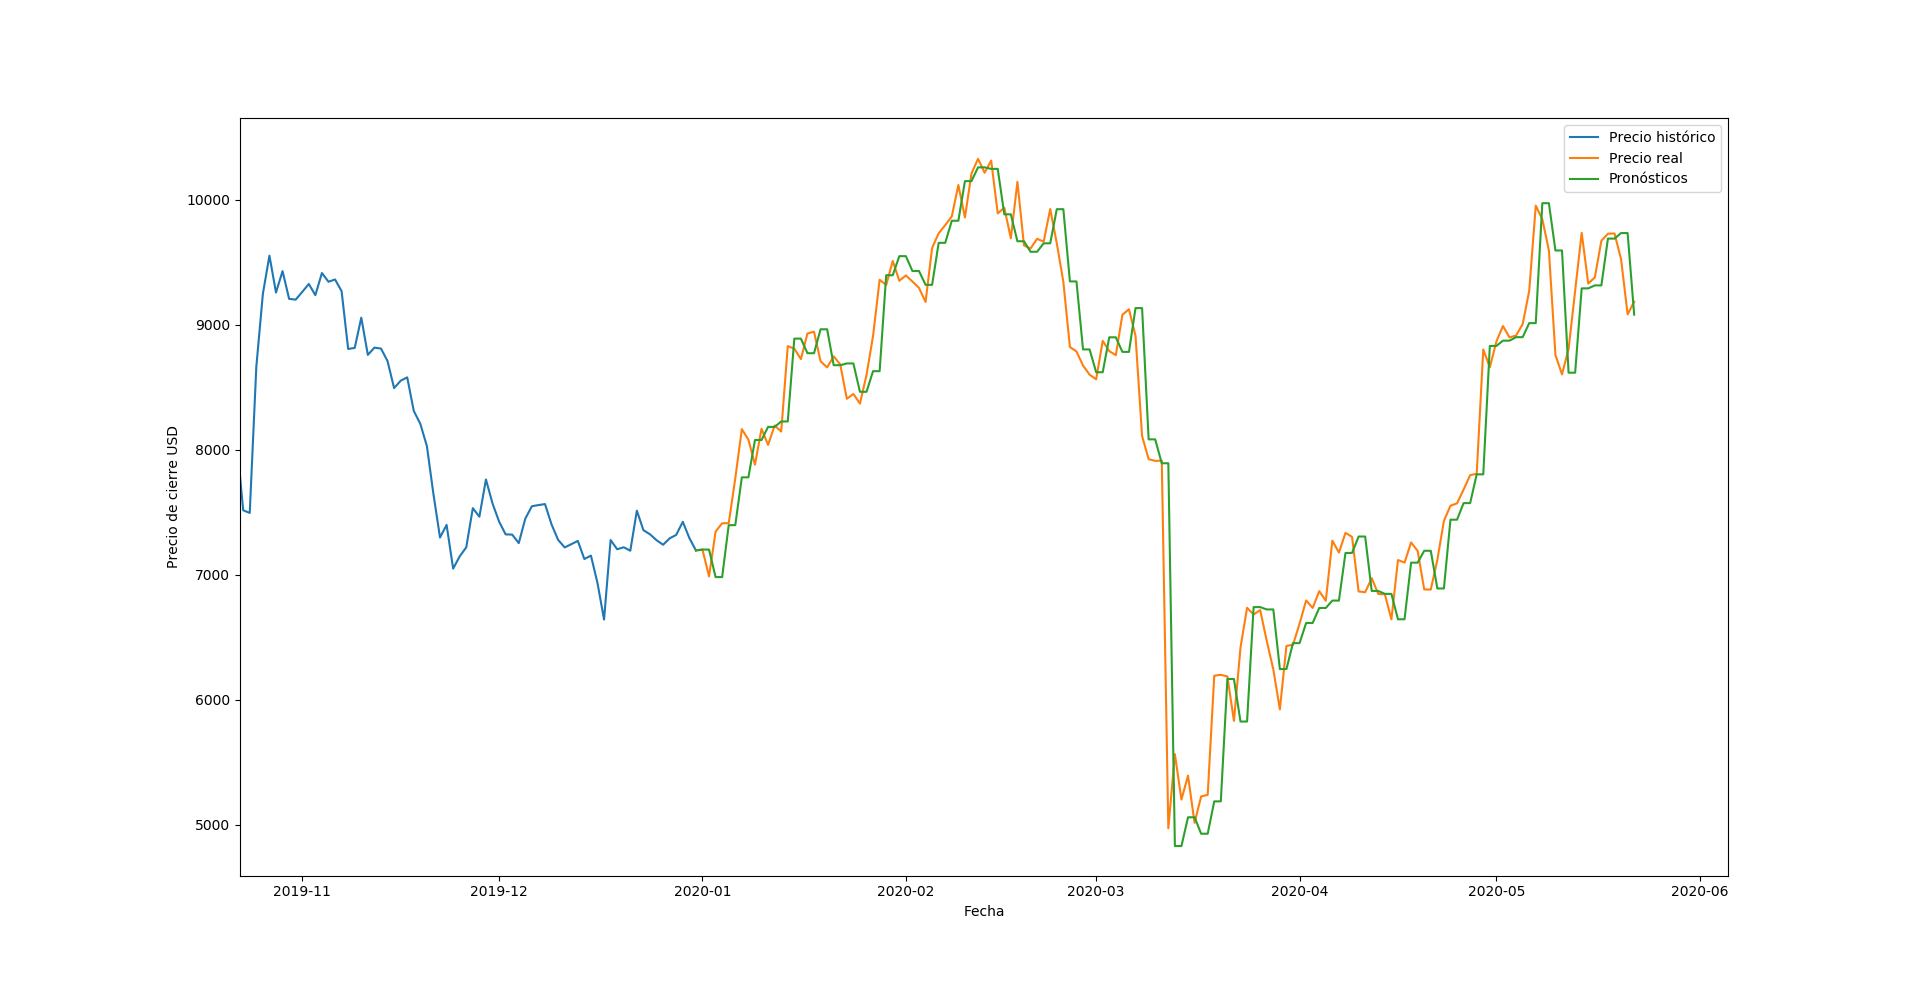 Precio histórico
Precio real
Pronósticos
10000
9000
8000
7000
6000
5000
Precio de cierre USD
2019-11
2019-12
2020-01
2020-02
2020-03
2020-04
2020-05
2020-06
Fecha